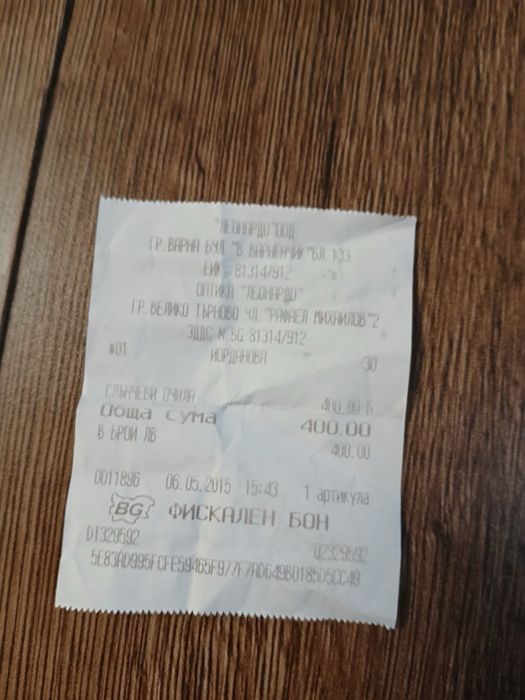 "ЛЕОНАРДО"ООД
ГР.ВАРНА БУЛ."В.ВАРНЕНЧИК"БЛ.133
ЕИК: 813147912
ОПТИКА "ЛЕОНАРДО"
ГР.ВЕЛИКО ТЪРНОВО УЛ."РАФАЕЛ МИХАЙЛОВ"2
ЗДДС N BG 813147912
#01 ЙОРДАНОВА 30
СЛЪНЧЕВИ ОЧИЛА 400.00 Б
Обща сума 400.00
В БРОЙ ЛВ 400.00
0011896 06.05.2015 15:43 1 артикула
BG ФИСКАЛЕН БОН
DI329592 02329592
5E83AD995FCFE59465F977F7AD649B018505CC49